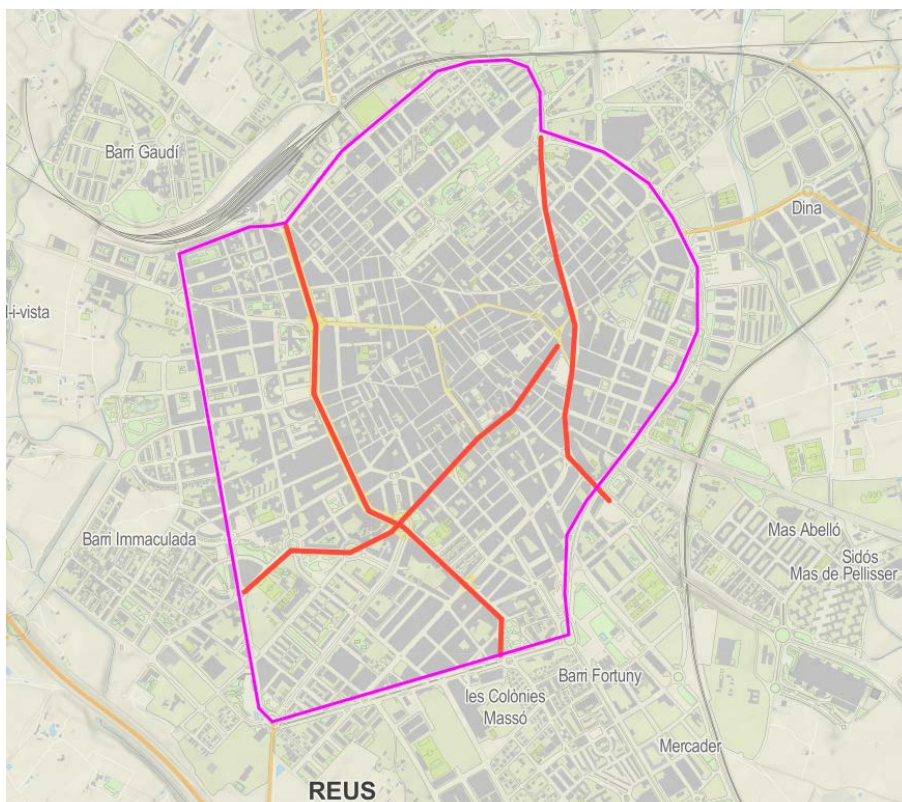 Barri Gaudí
Dina
l-i-vista
Barri Immaculada
Mas Abelló
Sidós
Mas de Pellisser
Barri Fortuny
les Colònies
Massó
Mercader
REUS